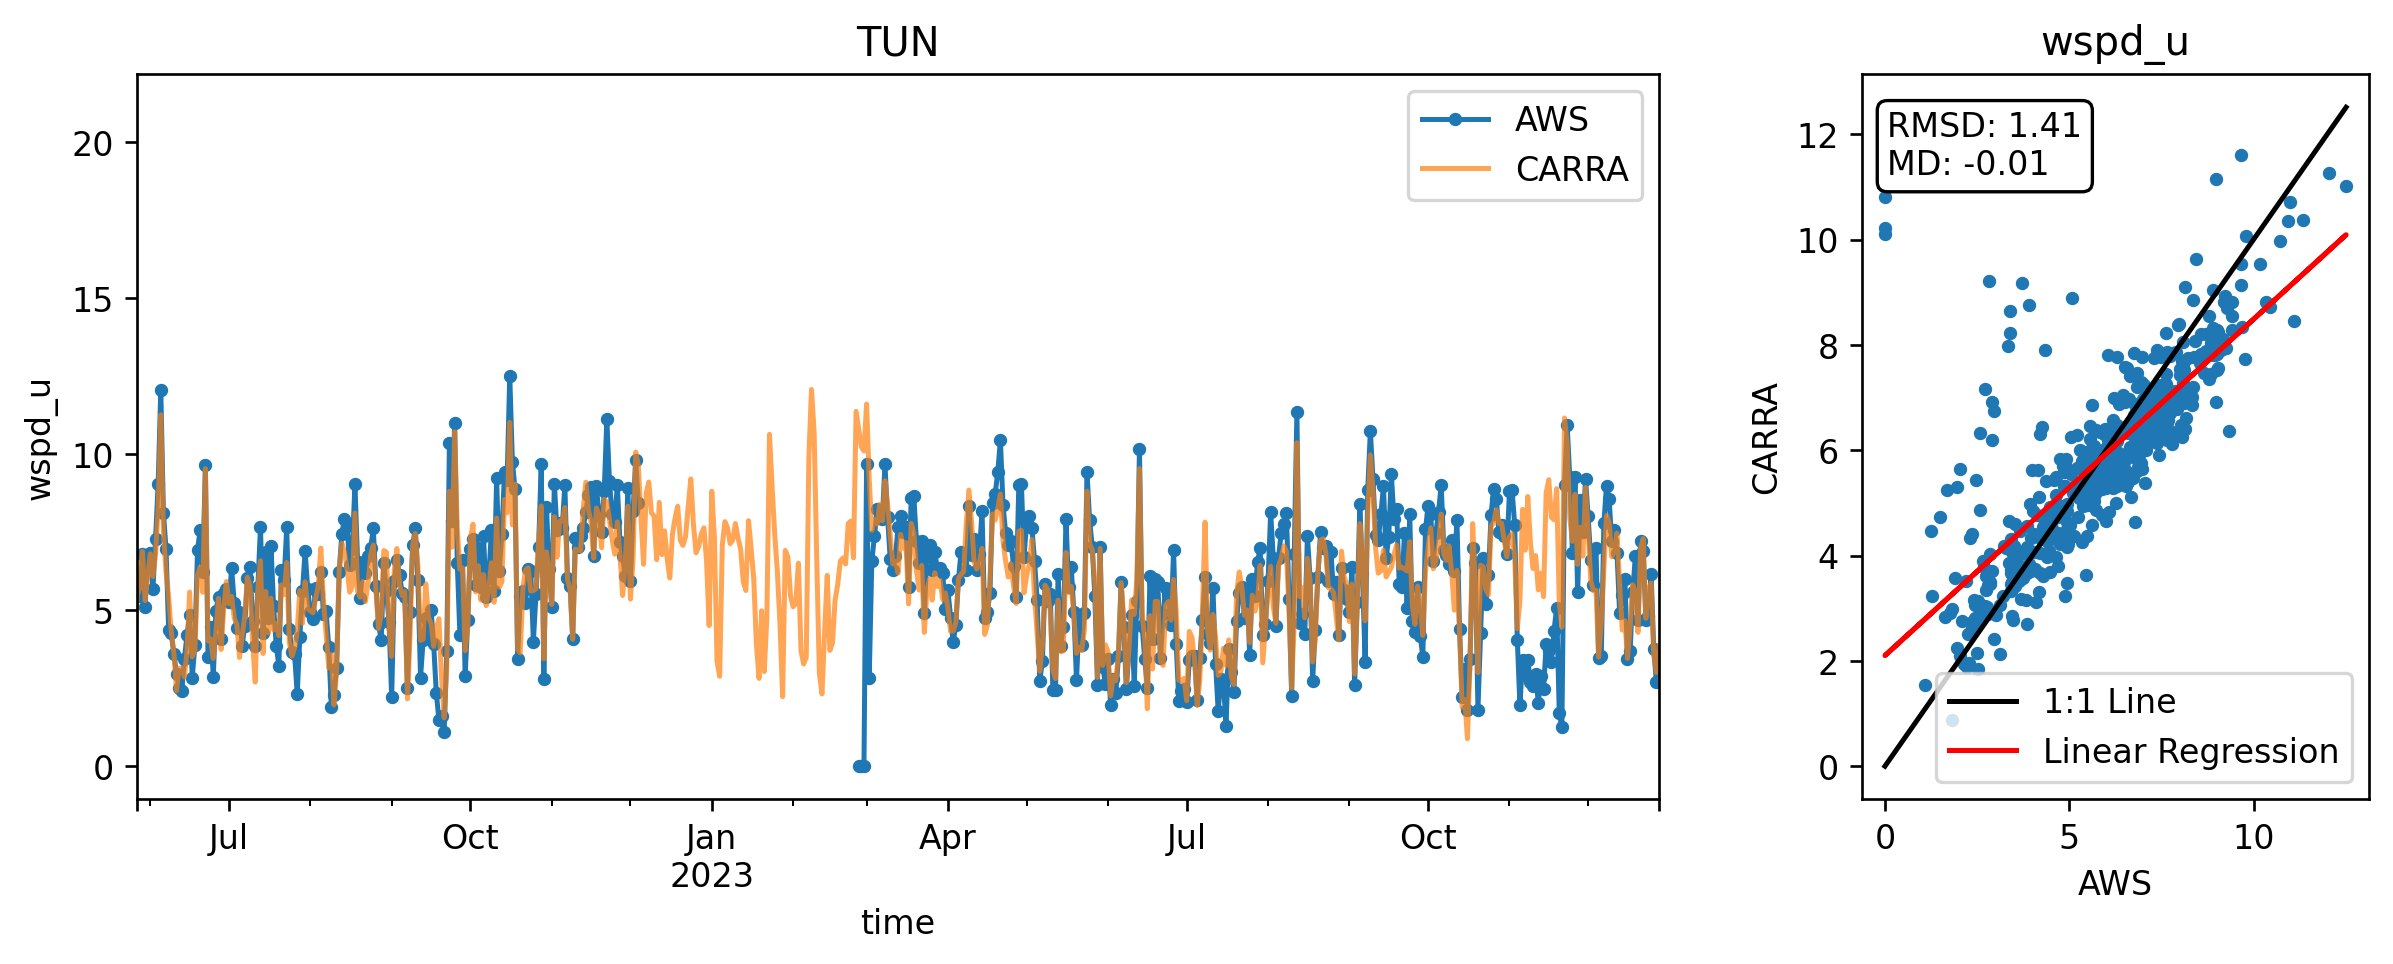 TUN
wspd_u
20
15
10
5
0
AWS
CARRA
Jul
Oct
Jan
2023
Apr
Jul
Oct
time
wspd_u
CARRA
12
10
8
6
4
2
0
RMSD: 1.41
MD: -0.01
1:1 Line
Linear Regression
0
5
10
AWS